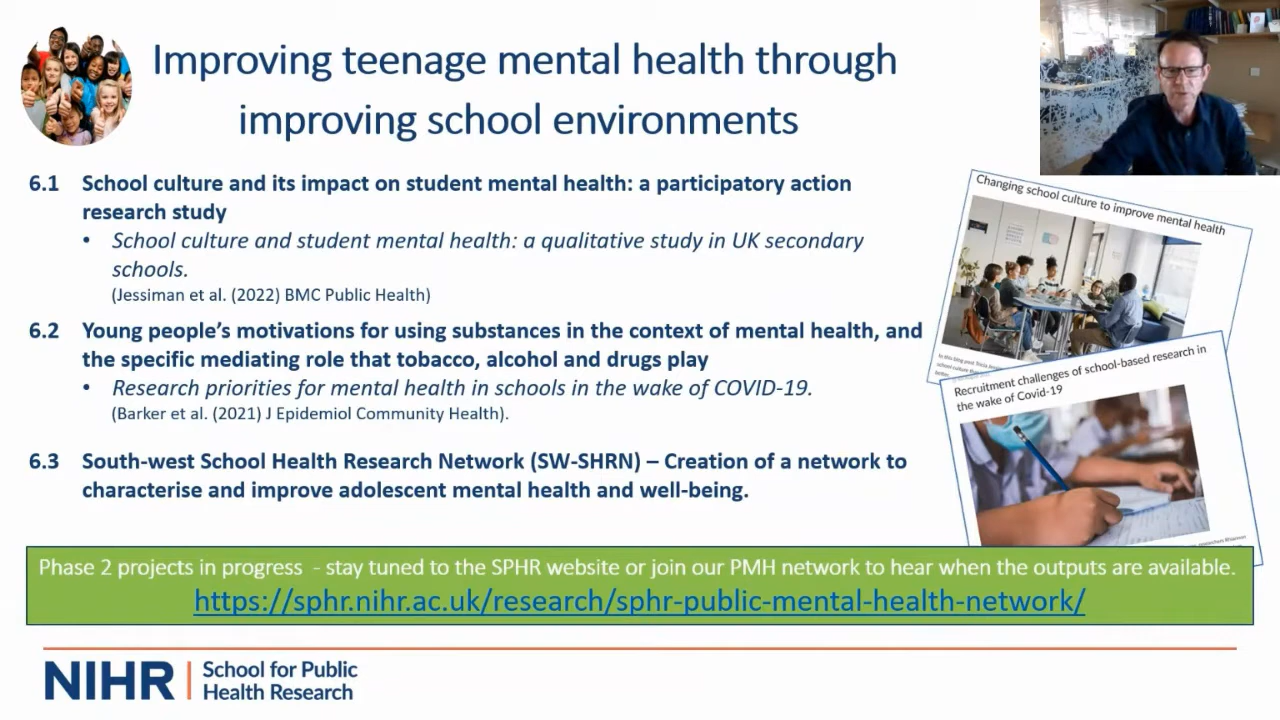 Improving teenage mental health through
improving school environments
6.1 School culture and its impact on student mental health: a participatory action
research study
• School culture and student mental health: a qualitative study in UK secondary
schools.
(Jessiman et al. (2022) BMC Public Health)
6.2 Young people's motivations for using substances in the context of mental health, and
the specific mediating role that tobacco, alcohol and drugs play
• Research priorities for mental health in schools in the wake of COVID-19.
(Barker et al. (2021) J Epidemiol Community Health).
6.3 South-west School Health Research Network (SW-SHRN) – Creation of a network to
characterise and improve adolescent mental health and well-being.
Changing school culture to improve mental health
In this blog post
school culture
better.
Recruitment challenges of school-based research in
the wake of Covid-19
Phase 2 projects in progress - stay tuned to the SPHR website or join our PMH network to hear when the outputs are available.
https://sphr.nihr.ac.uk/research/sphr-public-mental-health-network/
NIHR School for Public
Health Research